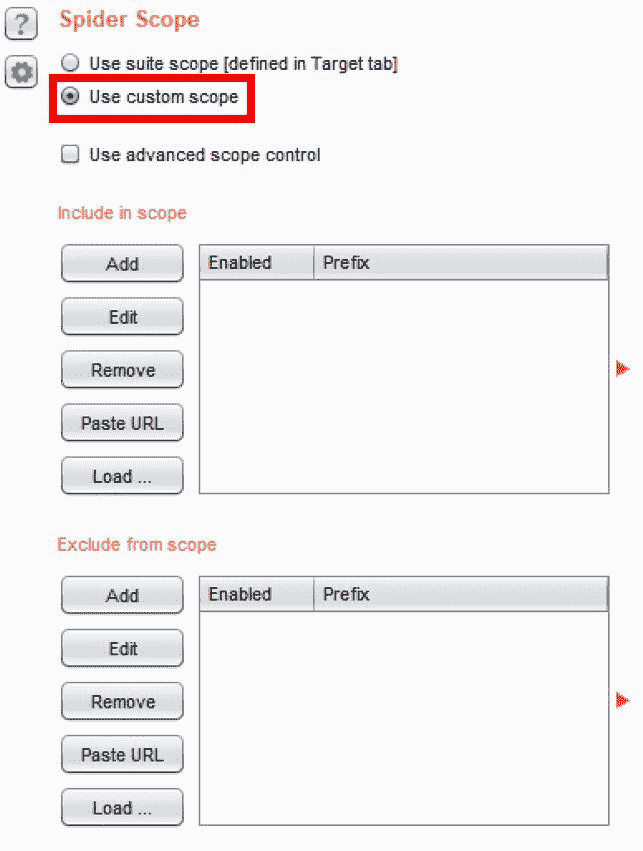 ?
Spider Scope
Use suite scope [defined in Target tab]
Use custom scope
Use advanced scope control
Include in scope
Add
Edit
Remove
Paste URL
Load ...
Enabled Prefix
Exclude from scope
Add
Edit
Remove
Paste URL
Load ...
Enabled Prefix